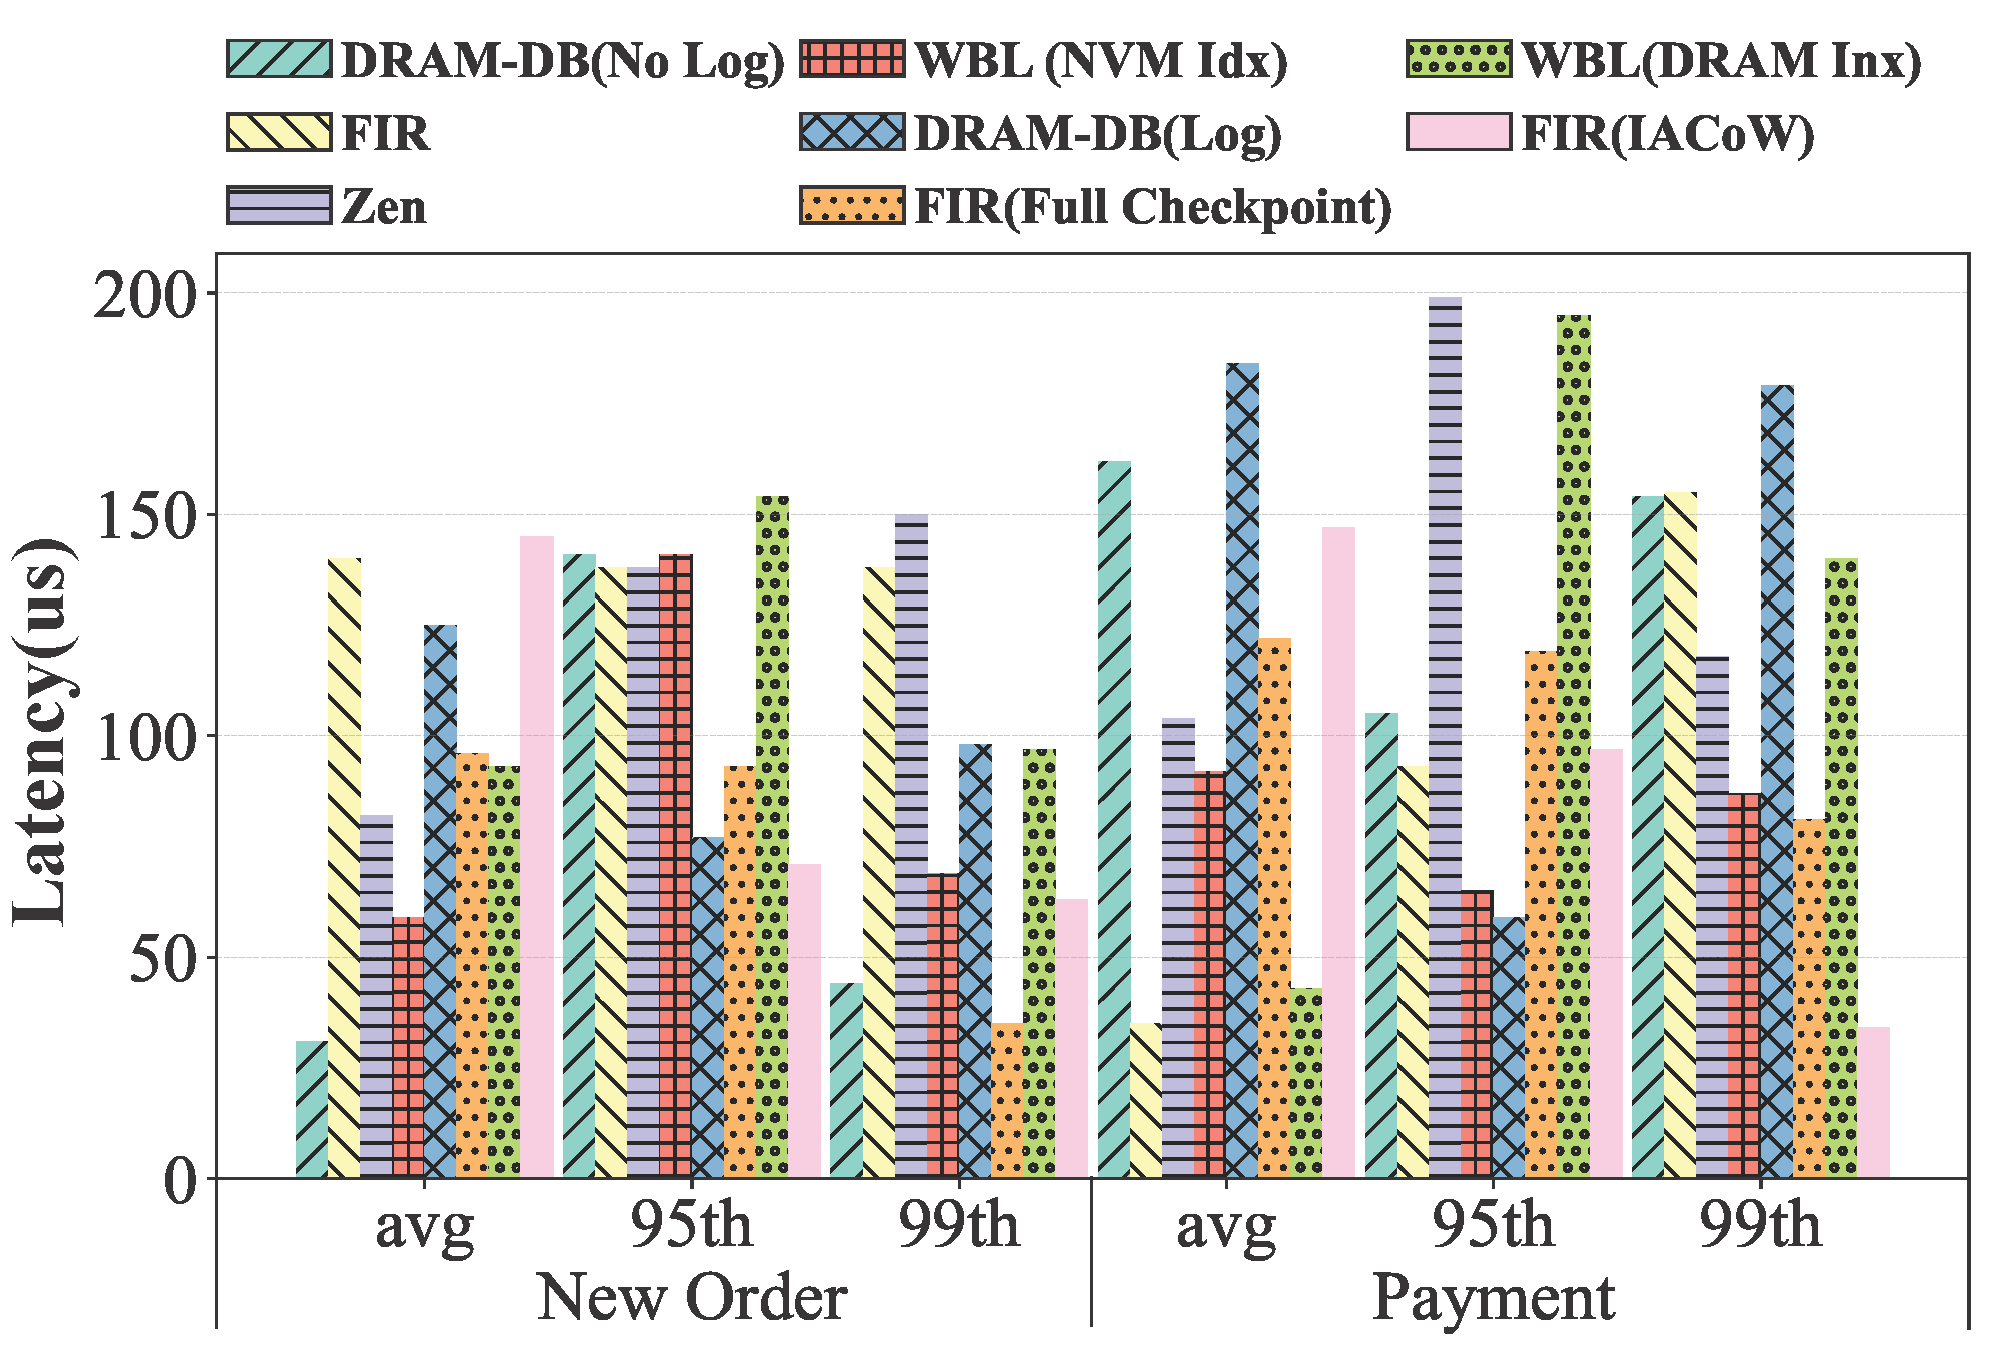 DRAM-DB(No Log) WBL (NVM Idx) WBL(DRAM Inx)
FIR DRAM-DB(Log) FIR(IACoW)
Zen FIR(Full Checkpoint)
Latency(us)
200
150
100
50
0
avg 95th 99th avg 95th 99th
New Order Payment